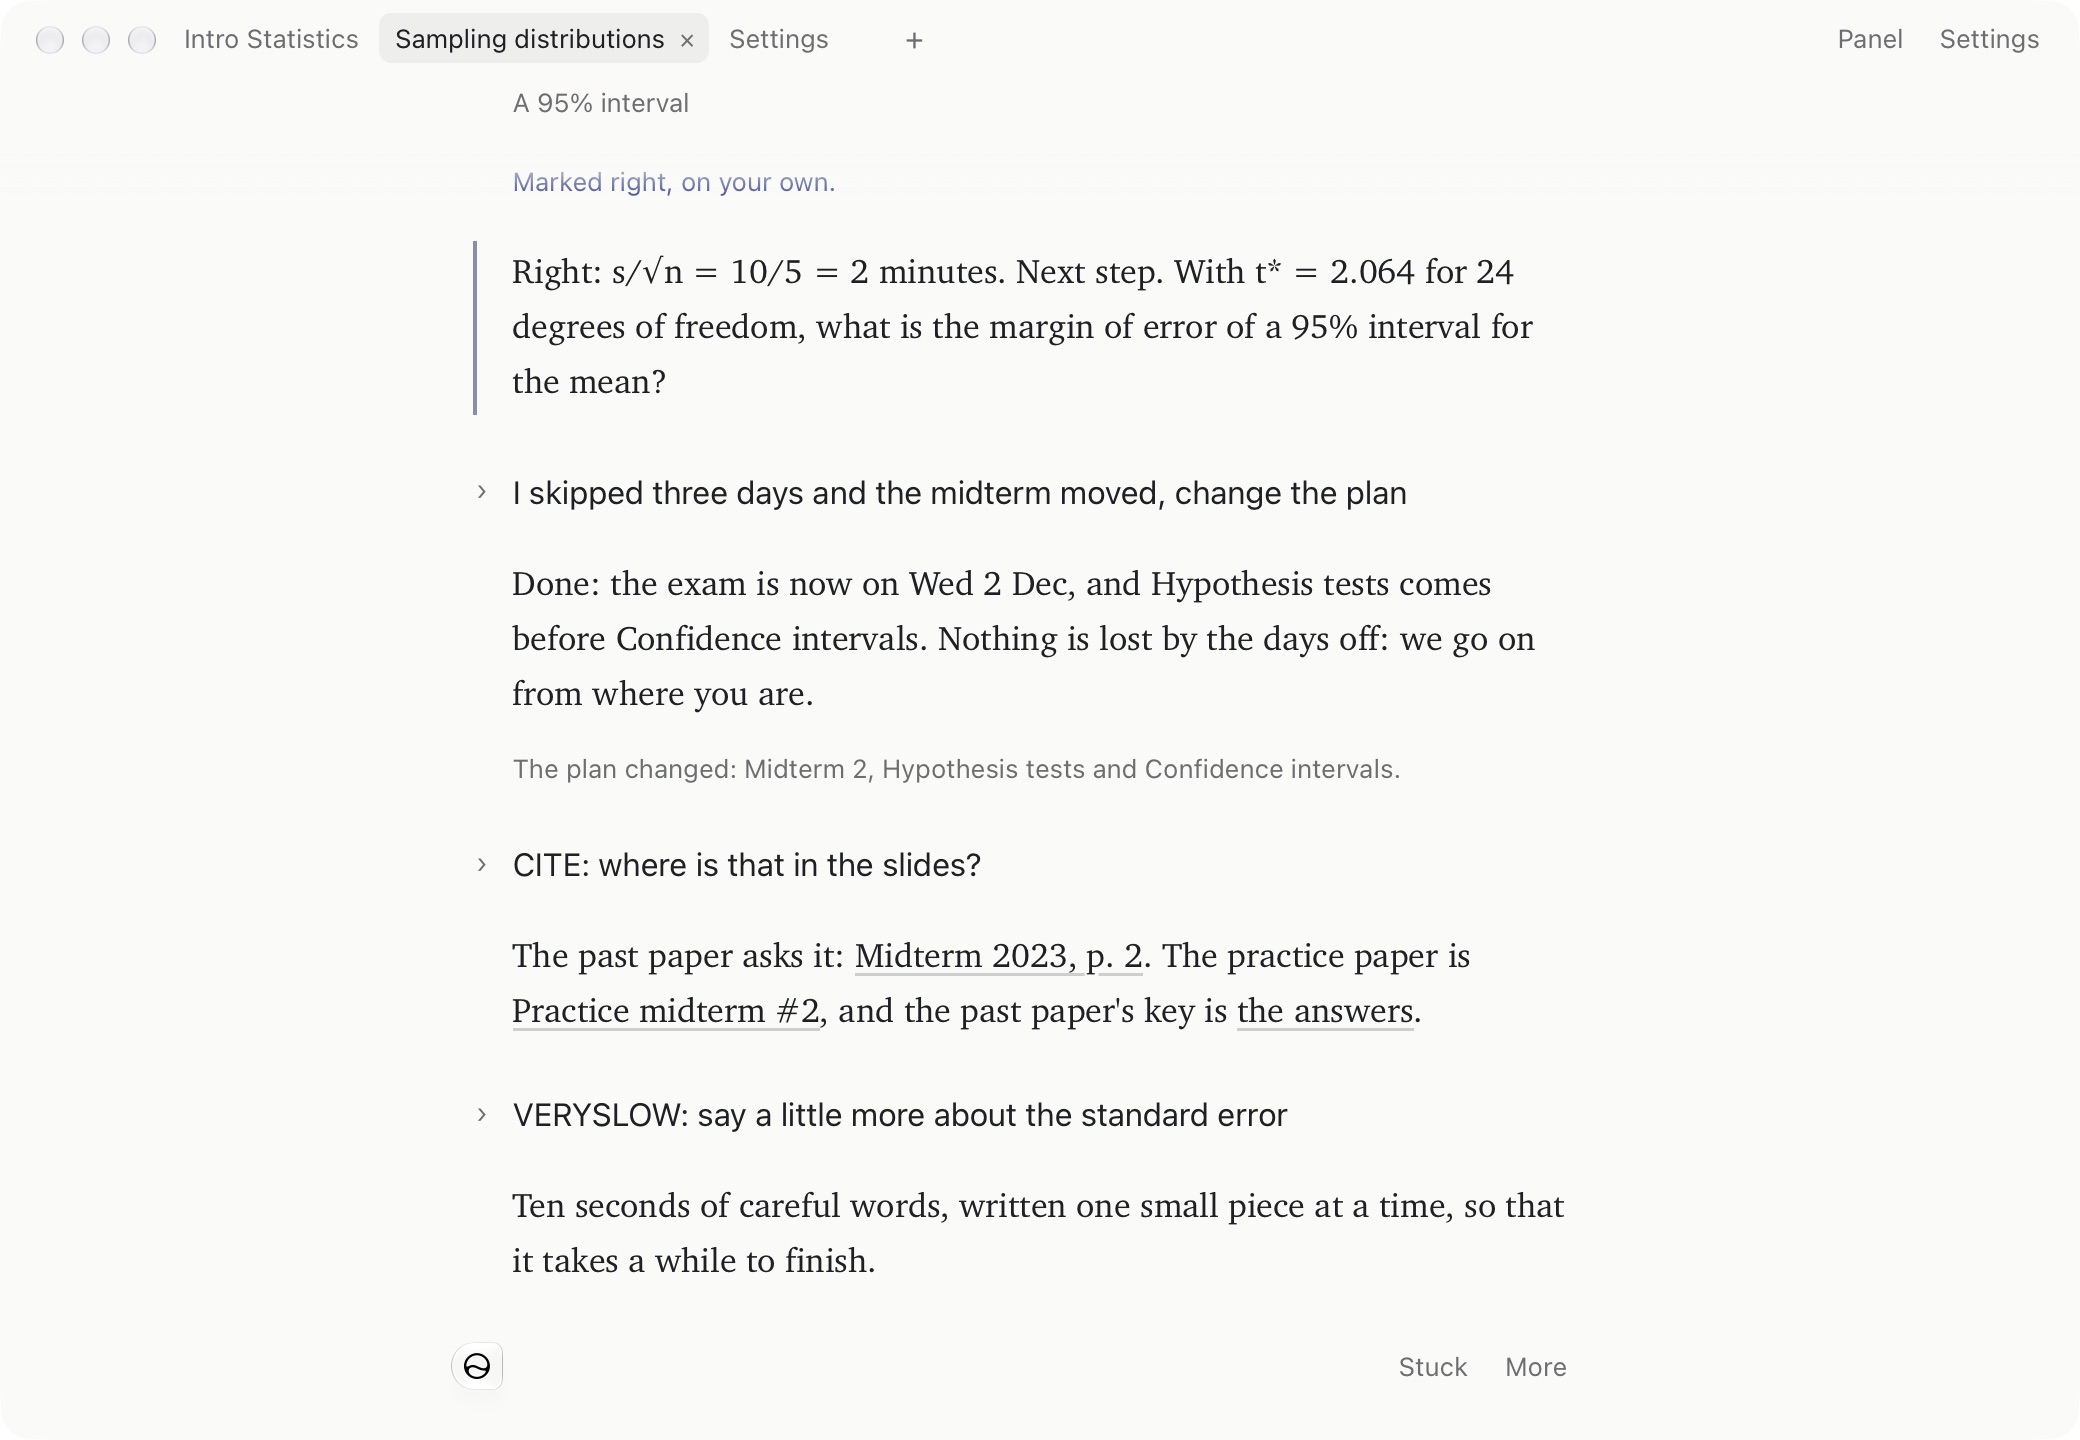 Intro Statistics
Sampling distributions ×
Settings
+
Panel
Settings
A 95% interval
Marked right, on your own.
Right: s/√n = 10/5 = 2 minutes. Next step. With t* = 2.064 for 24
degrees of freedom, what is the margin of error of a 95% interval for
the mean?
› I skipped three days and the midterm moved, change the plan
Done: the exam is now on Wed 2 Dec, and Hypothesis tests comes
before Confidence intervals. Nothing is lost by the days off: we go on
from where you are.
The plan changed: Midterm 2, Hypothesis tests and Confidence intervals.
› CITE: where is that in the slides?
The past paper asks it: Midterm 2023, p. 2. The practice paper is
Practice midterm #2, and the past paper's key is the answers.
› VERYSLOW: say a little more about the standard error
Ten seconds of careful words, written one small piece at a time, so that
it takes a while to finish.
Stuck
More